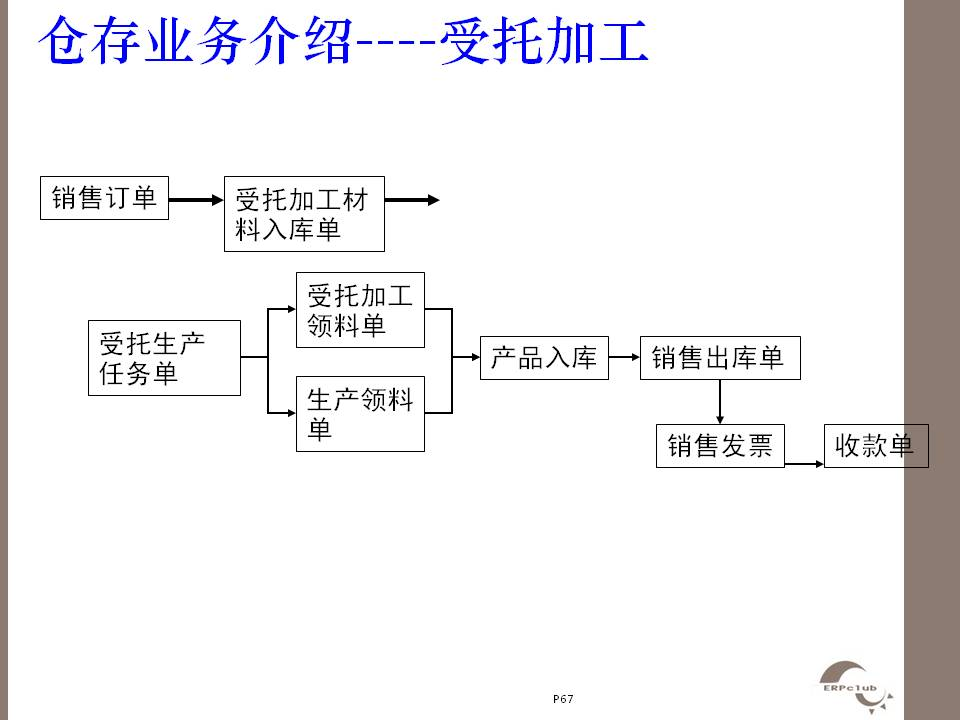 仓存业务介绍----受托加工
销售订单
受托加工材
料入库单
受托加工
领料单
受托生产
任务单
生产领料
单
产品入库
销售出库单
销售发票
收款单
ERPclub
P67